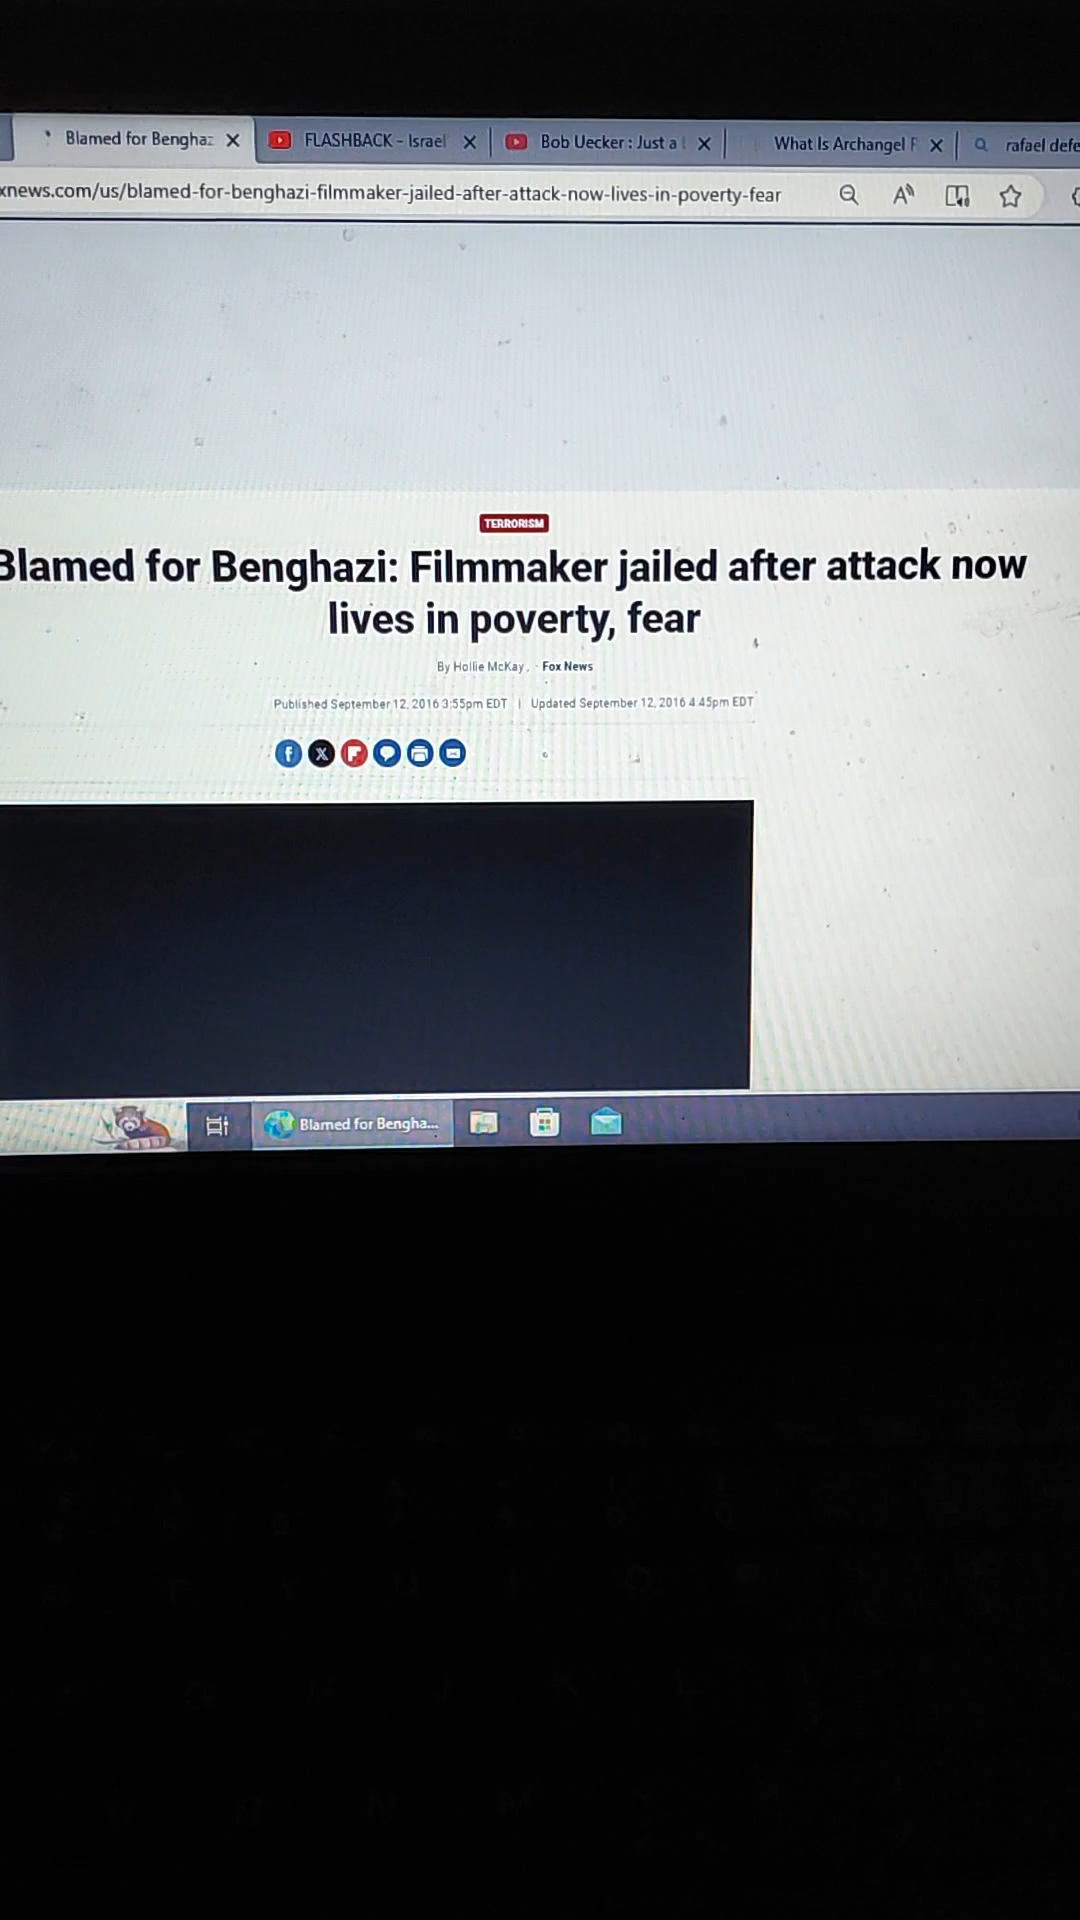 Blamed for Benghaz
FLASHBACK - Israel
Bob Uecker : Just a
What Is Archangel
rafael defe
xnews.com/us/blamed-for-benghazi-filmmaker-jailed-after-attack-now-lives-in-poverty-fear
TERRORISM
Blamed for Benghazi: Filmmaker jailed after attack now
lives in poverty, fear
By Hollie McKay, · Fox News
Published September 12, 2016 3:55pm EDT | Updated September 12, 2016 4:45pm EDT
Blamed for Bengha...